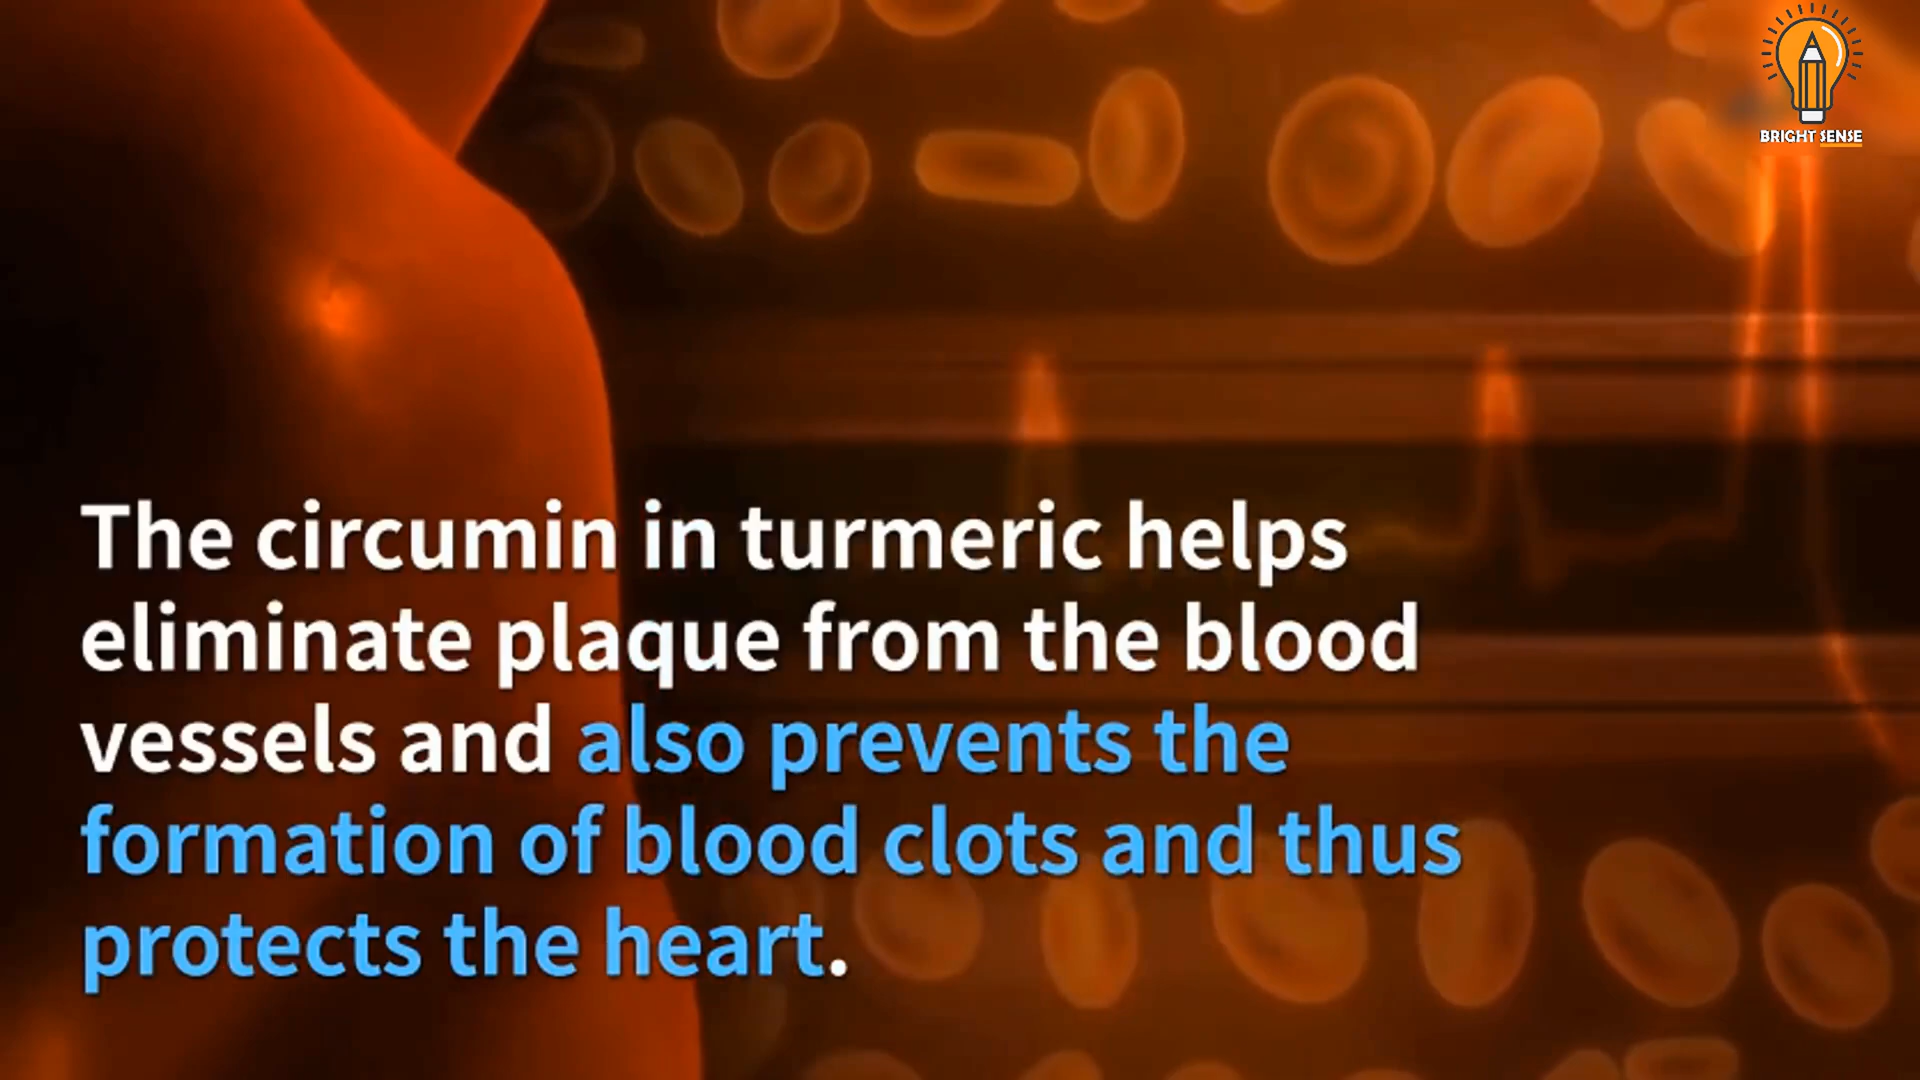 BRIGHT SENSE
The circumin in turmeric helps
eliminate plaque from the blood
vessels and also prevents the
formation of blood clots and thus
protects the heart.